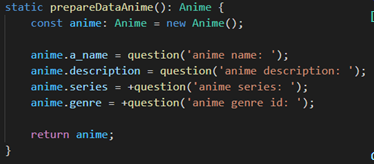 static prepareDataAnime(): Anime {
const anime: Anime = new Anime();
anime.a_name = question('anime name: ');
anime.description = question('anime description: ');
anime.series = +question('anime series: ');
anime.genre = +question('anime genre id: ');
return anime;
}